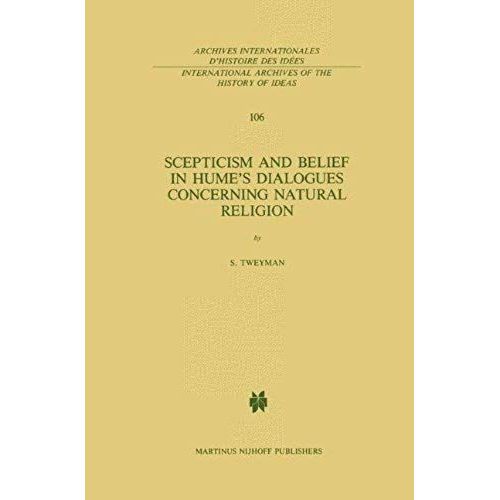 ARCHIVES INTERNATIONALES
D'HISTOIRE DES IDÉES
INTERNATIONAL ARCHIVES OF THE
HISTORY OF IDEAS
106
SCEPTICISM AND BELIEF
IN HUME'S DIALOGUES
CONCERNING NATURAL
RELIGION
by
S. TWEYMAN
MARTINUS NIJHOFF PUBLISHERS